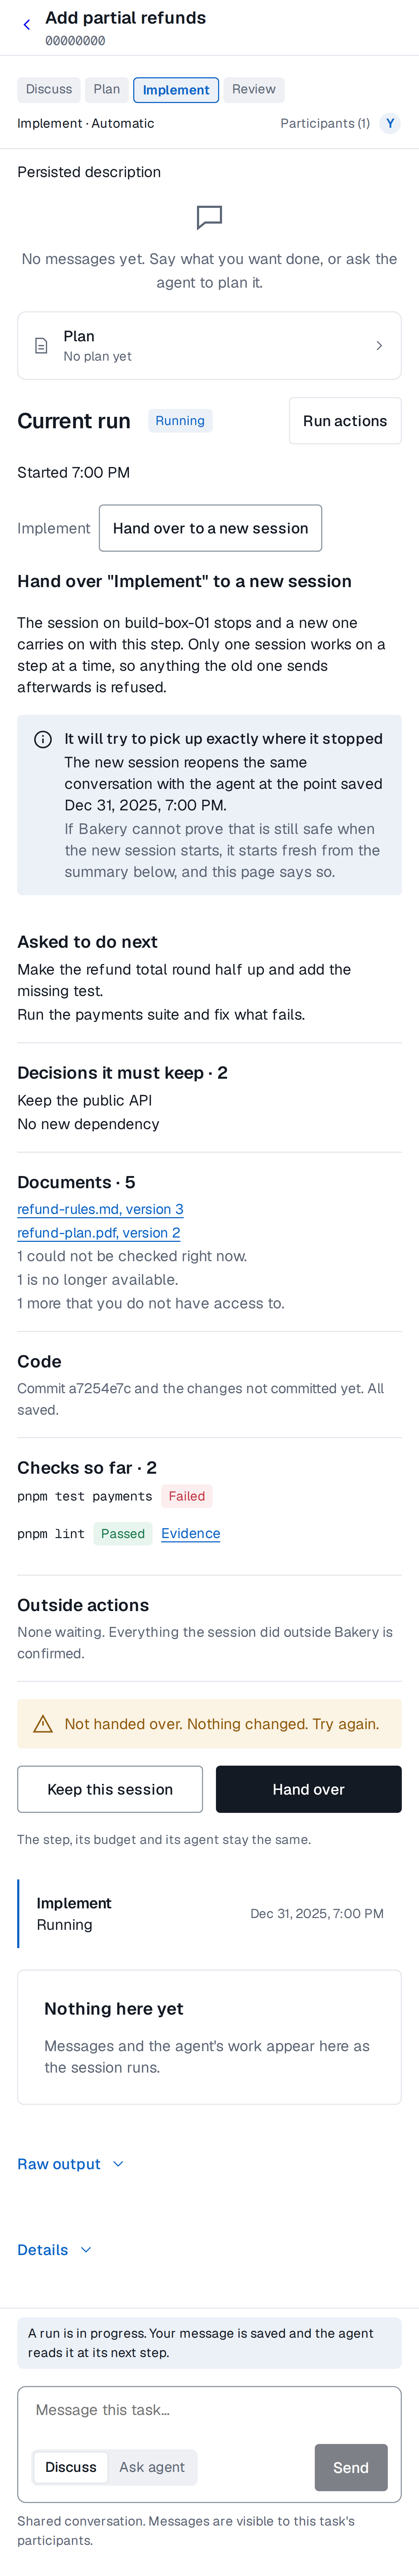 Add partial refunds
00000000
Discuss
Plan
Implement
Review
Implement · Automatic
Participants (1)
Y
Persisted description
No messages yet. Say what you want done, or ask the
agent to plan it.
Plan
No plan yet
Current run
Running
Run actions
Started 7:00 PM
Implement
Hand over to a new session
Hand over "Implement" to a new session
The session on build-box-01 stops and a new one
carries on with this step. Only one session works on a
step at a time, so anything the old one sends
afterwards is refused.
It will try to pick up exactly where it stopped
The new session reopens the same
conversation with the agent at the point saved
Dec 31, 2025, 7:00 PM.
If Bakery cannot prove that is still safe when
the new session starts, it starts fresh from the
summary below, and this page says so.
Asked to do next
Make the refund total round half up and add the
missing test.
Run the payments suite and fix what fails.
Decisions it must keep · 2
Keep the public API
No new dependency
Documents · 5
refund-rules.md, version 3
refund-plan.pdf, version 2
1 could not be checked right now.
1 is no longer available.
1 more that you do not have access to.
Code
Commit a7254e7c and the changes not committed yet. All
saved.
Checks so far · 2
pnpm test payments
Failed
pnpm lint
Passed
Evidence
Outside actions
None waiting. Everything the session did outside Bakery is
confirmed.
Not handed over. Nothing changed. Try again.
Keep this session
Hand over
The step, its budget and its agent stay the same.
Implement
Running
Dec 31, 2025, 7:00 PM
Nothing here yet
Messages and the agent's work appear here as
the session runs.
Raw output
Details
A run is in progress. Your message is saved and the agent
reads it at its next step.
Message this task...
Discuss
Ask agent
Send
Shared conversation. Messages are visible to this task's
participants.